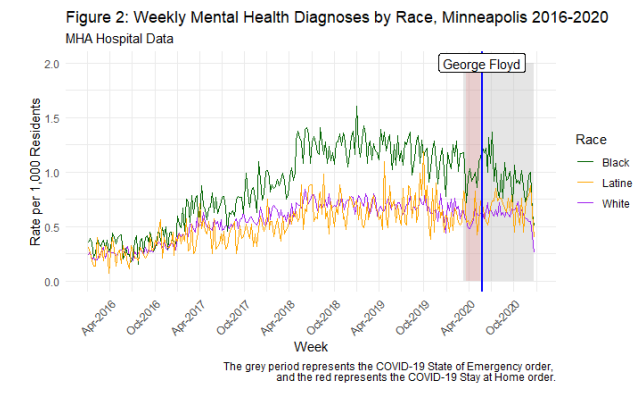 Figure 2: Weekly Mental Health Diagnoses by Race, Minneapolis 2016-2020
MHA Hospital Data
George Floyd
2.0
1.5
1.0
0.5
0.0
Rate per 1,000 Residents
Apr-2016
Oct-2016
Apr-2017
Oct-2017
Apr-2018
Oct-2018
Apr-2019
Oct-2019
Apr-2020
Oct-2020
Week
Race
Black
Latine
White
The grey period represents the COVID-19 State of Emergency order,
and the red represents the COVID-19 Stay at Home order.